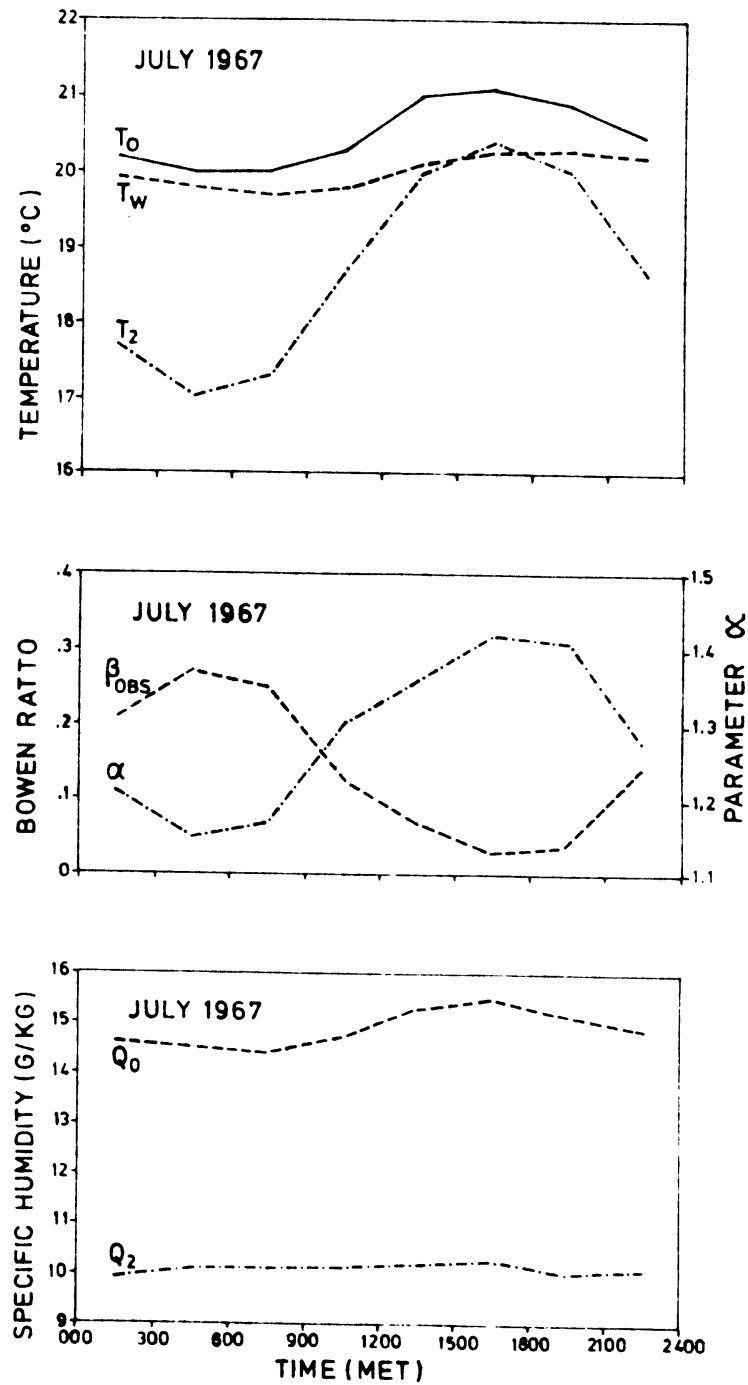 22
JULY 1967
21
T0
20
TW
19
18
T2
17
16
TEMPERATURE (°C)
.4
1.5
JULY 1967
.3
1.4
βOBS
.2
1.3
α
.1
1.2
0
1.1
BOWEN RATTO
PARAMETER α
16
JULY 1967
15
Q0
14
13
12
11
Q2
10
9
SPECIFIC HUMIDITY (G/KG)
000 300 600 900 1200 1500 1800 2100 2400
TIME (MET)